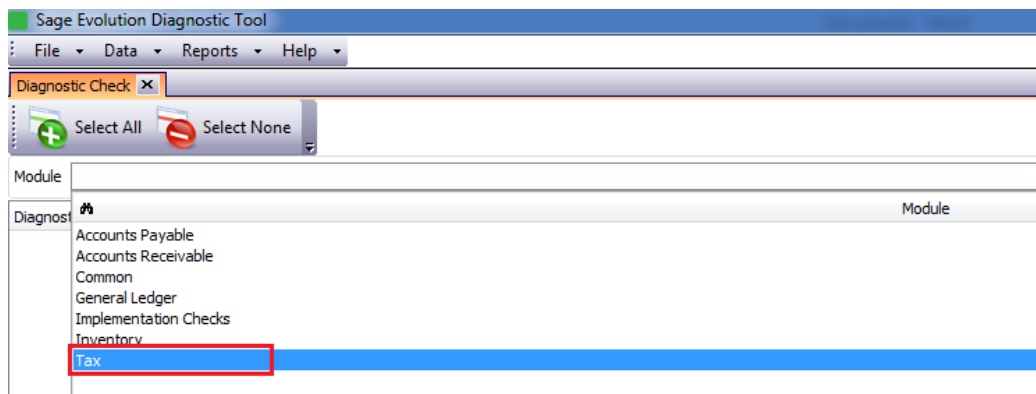 Sage Evolution Diagnostic Tool
File Data Reports Help
Diagnostic Check
Select All Select None
Module
Module
Accounts Payable
Accounts Receivable
Common
General Ledger
Implementation Checks
Inventory
Tax